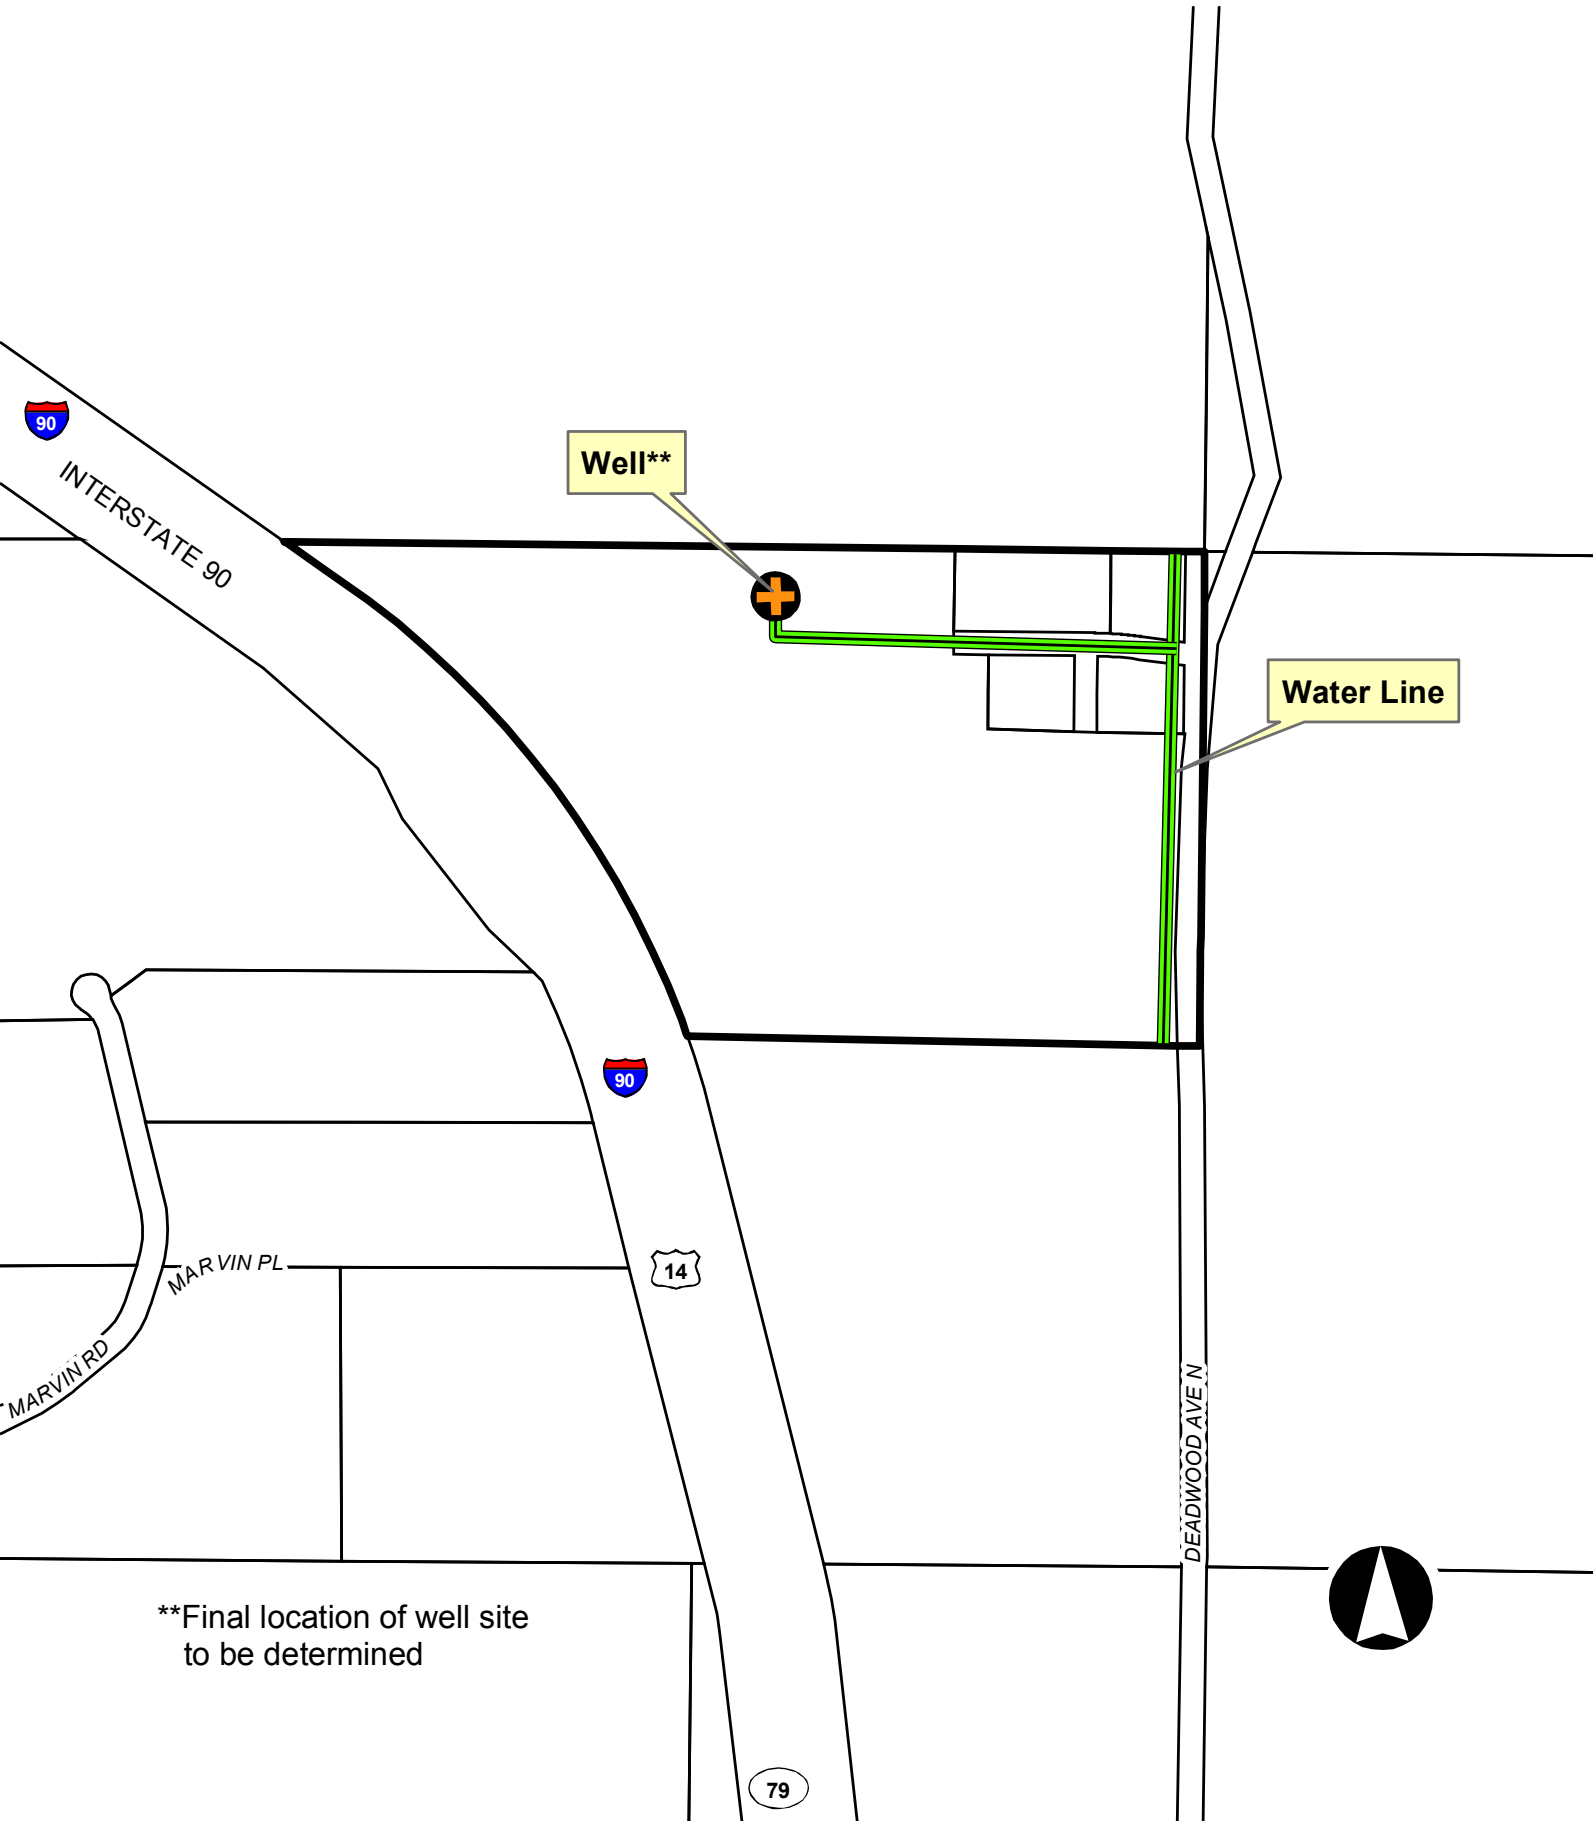 90
INTERSTATE 90
Well**
Water Line
90
14
MARVIN PL
MARVIN RD
DEADWOOD AVE N
**Final location of well site
to be determined
79